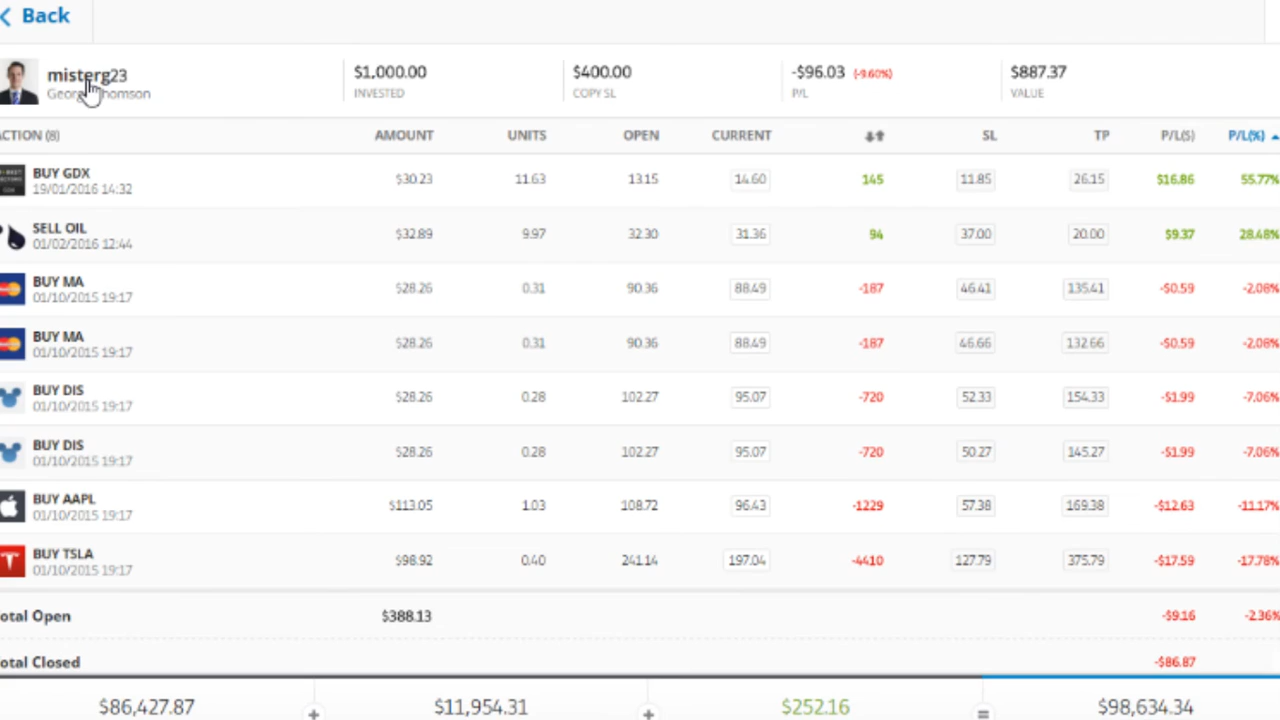 Back
misterg23
$1,000.00 $400.00 -$96.03 (-9.60%) $887.37
INVESTED COPY SL P/L VALUE
ACTION (8) AMOUNT UNITS OPEN CURRENT SL TP P/L($) P/L(%)
BUY GDX $30.23 11.63 13.15 14.60 145 11.85 26.15 $16.86 55.77%
19/01/2016 14:32
SELL OIL $32.89 9.97 32.30 31.36 94 37.00 20.00 $9.37 28.48%
01/02/2016 12:44
BUY MA $28.26 0.31 90.36 88.49 -187 46.41 135.41 -$0.59 -2.08%
01/10/2015 19:17
BUY MA $28.26 0.31 90.36 88.49 -187 46.66 132.66 -$0.59 -2.08%
01/10/2015 19:17
BUY DIS $28.26 0.28 102.27 95.07 -720 52.33 154.33 -$1.99 -7.06%
01/10/2015 19:17
BUY DIS $28.26 0.28 102.27 95.07 -720 50.27 145.27 -$1.99 -7.06%
01/10/2015 19:17
BUY AAPL $113.05 1.03 108.72 96.43 -1229 57.38 169.38 -$12.63 -11.17%
01/10/2015 19:17
BUY TSLA $98.92 0.40 241.14 197.04 -4410 127.79 375.79 -$17.59 -17.78%
01/10/2015 19:17
otal Open $388.13 -$9.16 -2.36%
otal Closed -$86.87
$86,427.87 + $11,954.31 + $252.16 = $98,634.34